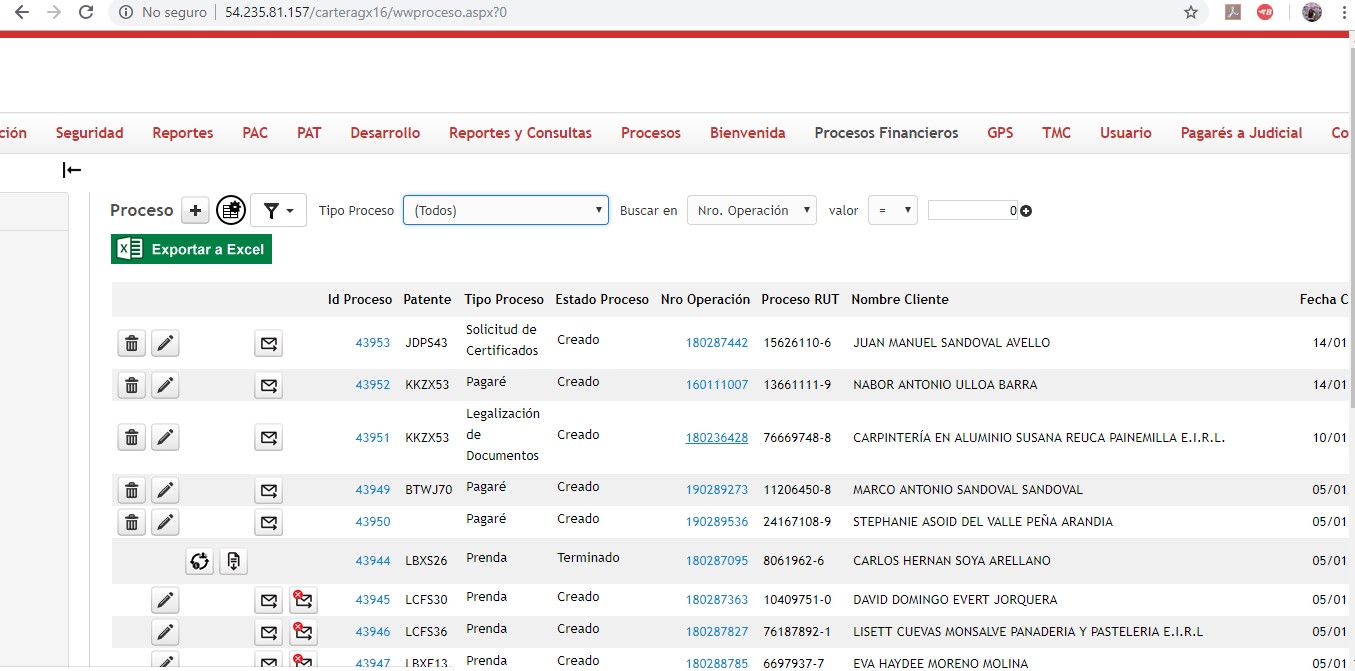 No seguro | 54.235.81.157/carteragx16/wwproceso.aspx?0
ción Seguridad Reportes PAC PAT Desarrollo Reportes y Consultas Procesos Bienvenida Procesos Financieros GPS TMC Usuario Pagarés a Judicial Co
Proceso Tipo Proceso (Todos) Buscar en Nro. Operación valor = 0
Exportar a Excel
Id Proceso Patente Tipo Proceso Estado Proceso Nro Operación Proceso RUT Nombre Cliente Fecha C
43953 JDPS43 Solicitud de Certificados Creado 180287442 15626110-6 JUAN MANUEL SANDOVAL AVELLO 14/01
43952 KKZX53 Pagaré Creado 160111007 13661111-9 NABOR ANTONIO ULLOA BARRA 14/01
43951 KKZX53 Legalización de Documentos Creado 180236428 76669748-8 CARPINTERÍA EN ALUMINIO SUSANA REUCA PAINEMILLA E.I.R.L. 10/01
43949 BTWJ70 Pagaré Creado 190289273 11206450-8 MARCO ANTONIO SANDOVAL SANDOVAL 05/01
43950 Pagaré Creado 190289536 24167108-9 STEPHANIE ASOID DEL VALLE PEÑA ARANDIA 05/01
43944 LBXS26 Prenda Terminado 180287095 8061962-6 CARLOS HERNAN SOYA ARELLANO 05/01
43945 LCFS30 Prenda Creado 180287363 10409751-0 DAVID DOMINGO EVERT JORQUERA 05/01
43946 LCFS36 Prenda Creado 180287827 76187892-1 LISETT CUEVAS MONSALVE PANADERIA Y PASTELERIA E.I.R.L 05/01
43947 LBXF13 Prenda Creado 180288785 6697937-7 EVA HAYDEE MORENO MOLINA 05/01